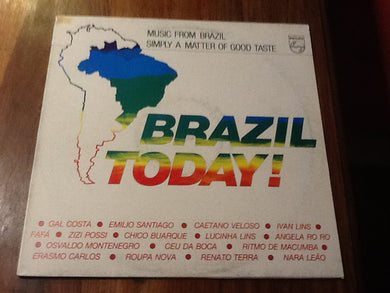 MUSIC FROM BRAZIL
SIMPLY A MATTER OF GOOD TASTE
PHILIPS
BRAZIL
TODAY!
• GAL COSTA • EMILIO SANTIAGO • CAETANO VELOSO • IVAN LINS •
FAFÁ • ZIZI POSSI • CHICO BUARQUE • LUCINHA LINS • ANGELA RO RO
• OSVALDO MONTENEGRO • CEU DA BOCA • RITMO DE MACUMBA •
ERASMO CARLOS • ROUPA NOVA • RENATO TERRA • NARA LEÃO